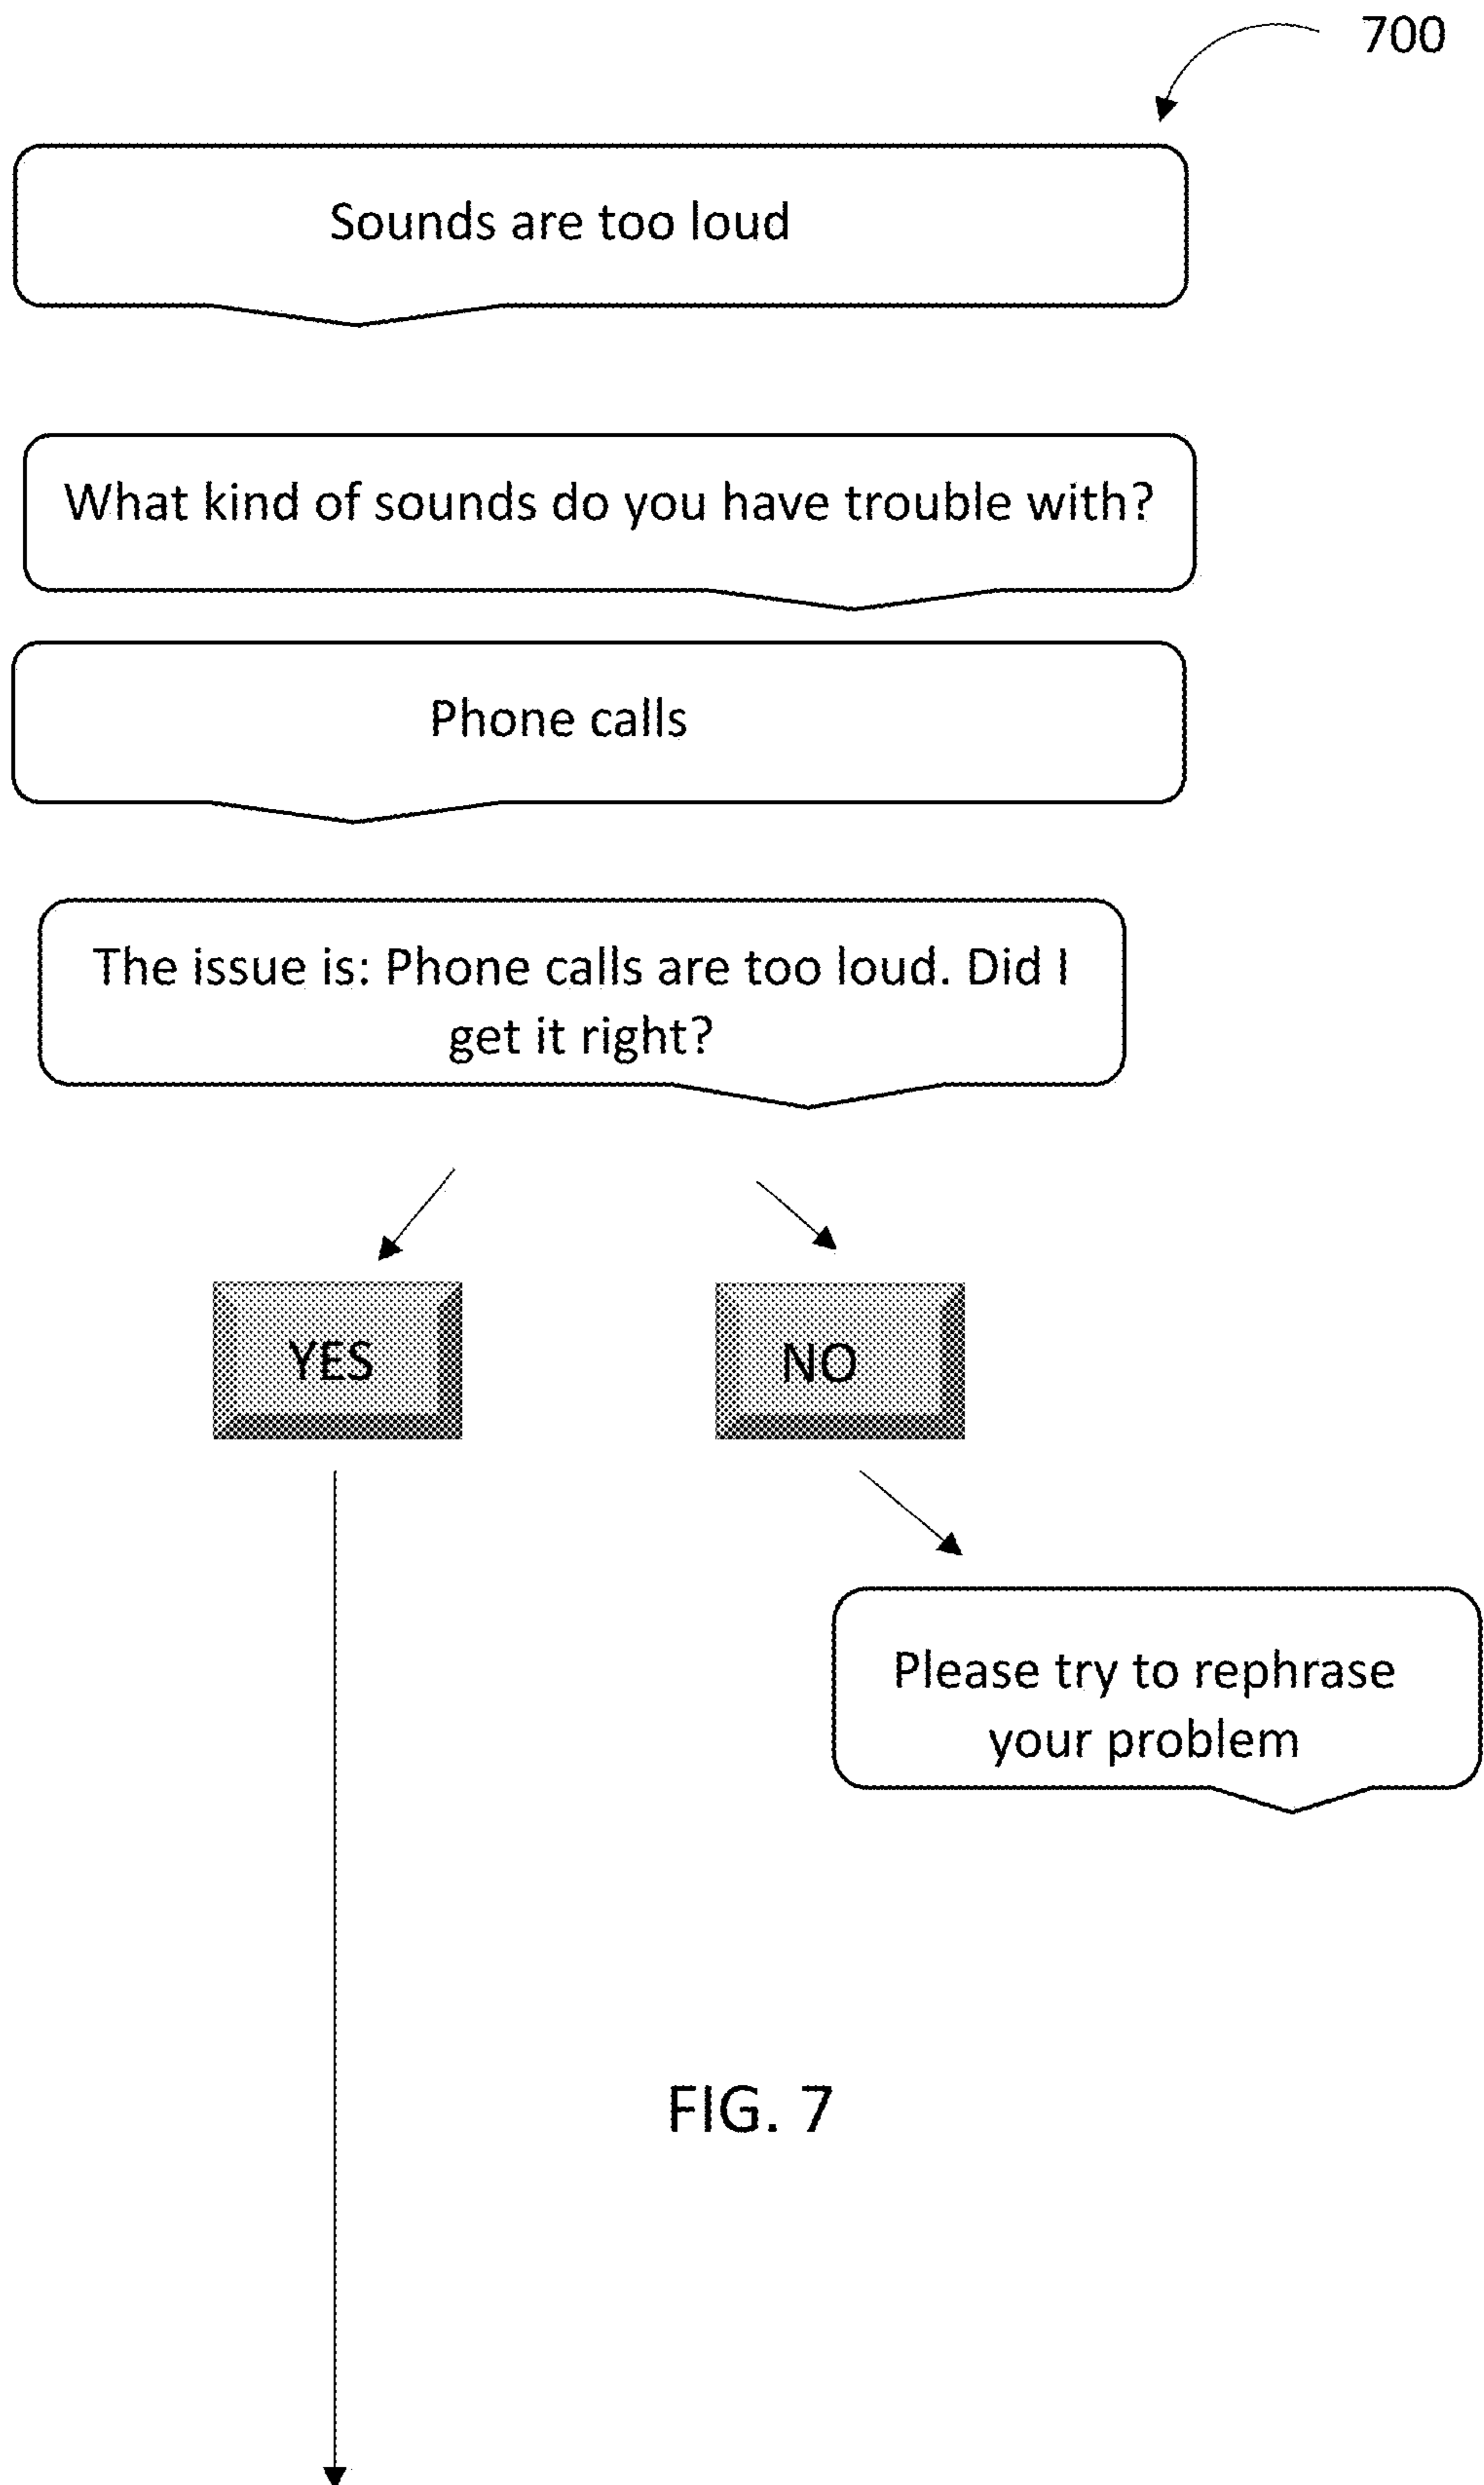 700
Sounds are too loud
What kind of sounds do you have trouble with?
Phone calls
The issue is: Phone calls are too loud. Did I
get it right?
YES
NO
Please try to rephrase
your problem
FIG. 7